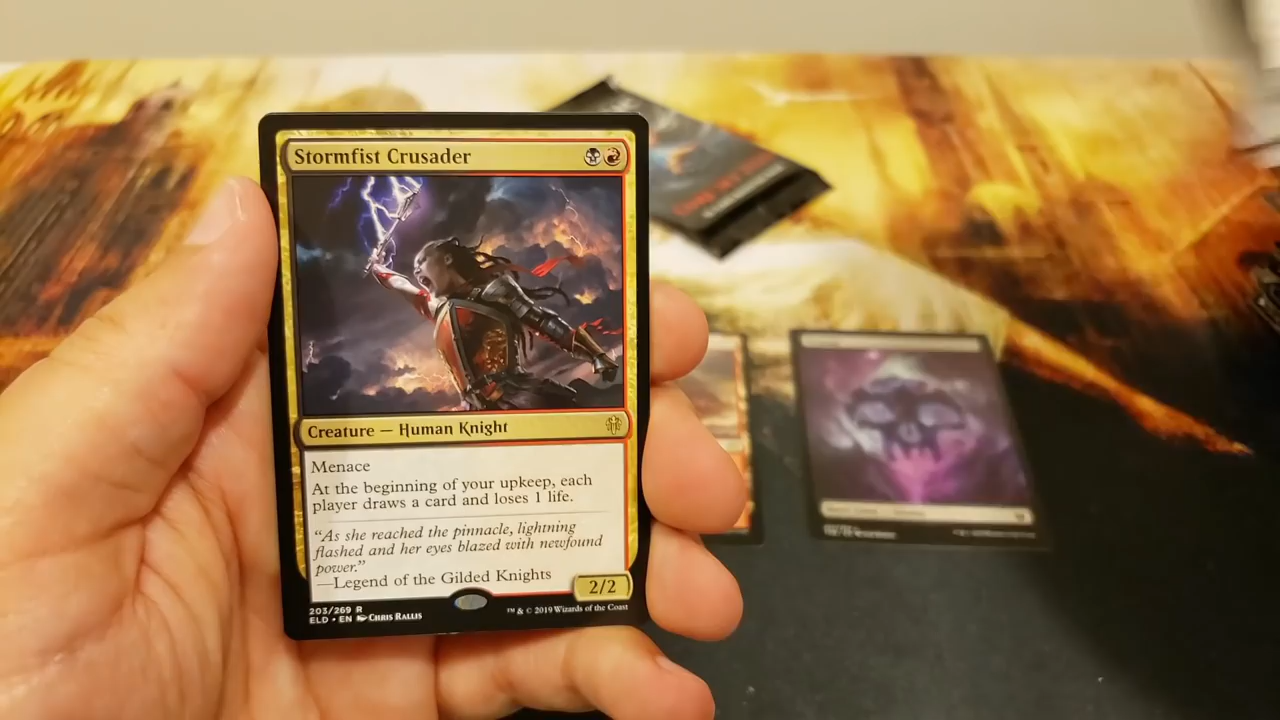 Stormfist Crusader
Creature — Human Knight
Menace
At the beginning of your upkeep, each
player draws a card and loses 1 life.
“As she reached the pinnacle, lightning
flashed and her eyes blazed with newfound
power.”
—Legend of the Gilded Knights
2/2
203/269 R
ELD • EN CHRIS RALLIS
™ & © 2019 Wizards of the Coast